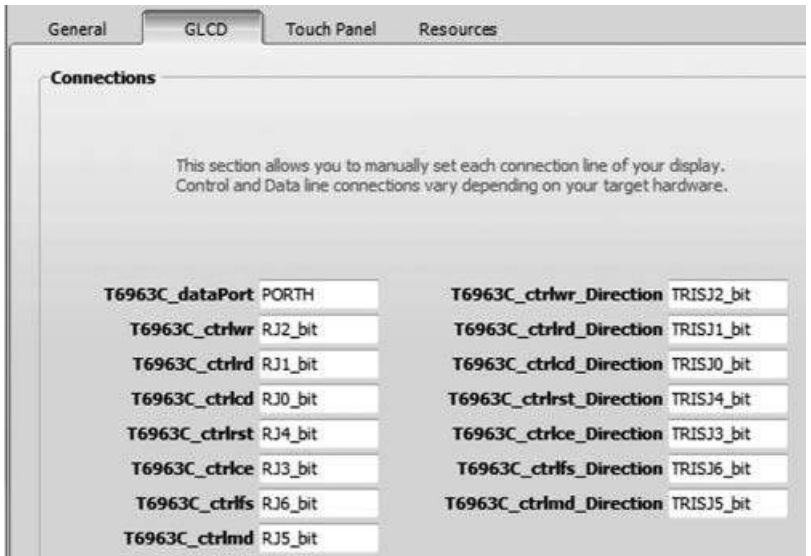 General GLCD Touch Panel Resources
Connections
This section allows you to manually set each connection line of your display.
Control and Data line connections vary depending on your target hardware.
T6963C_dataPort PORTH T6963C_ctrlwr_Direction TRISJ2_bit
T6963C_ctrlwr RJ2_bit T6963C_ctrlrd_Direction TRISJ1_bit
T6963C_ctrlrd RJ1_bit T6963C_ctrlcd_Direction TRISJ0_bit
T6963C_ctrlcd RJ0_bit T6963C_ctrlrst_Direction TRISJ4_bit
T6963C_ctrlrst RJ4_bit T6963C_ctrlce_Direction TRISJ3_bit
T6963C_ctrlce RJ3_bit T6963C_ctrlfs_Direction TRISJ6_bit
T6963C_ctrlfs RJ6_bit T6963C_ctrlmd_Direction TRISJ5_bit
T6963C_ctrlmd RJ5_bit